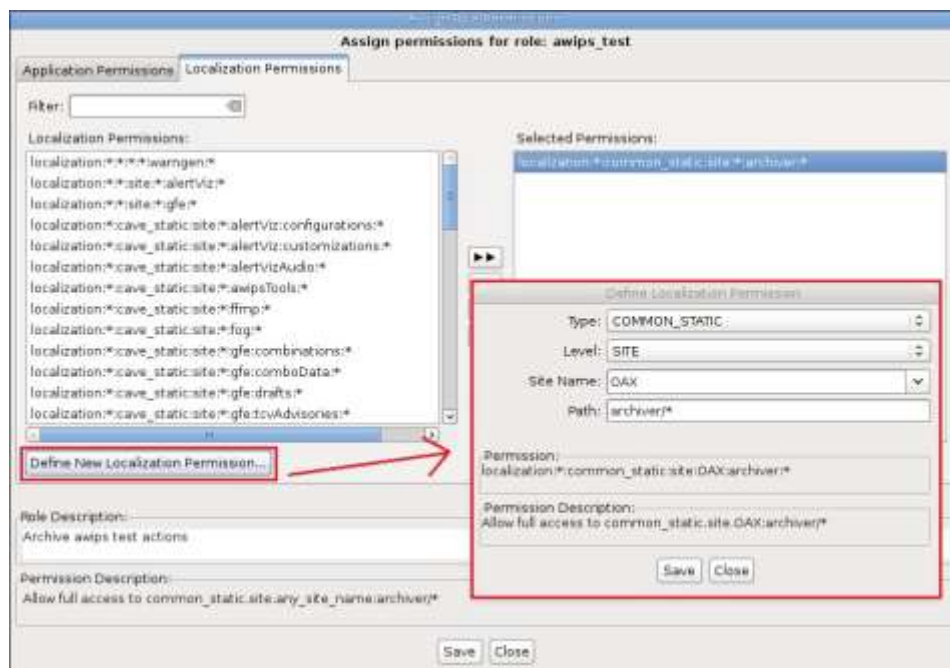 Assign permissions for role: awips_test
Application Permissions
Localization Permissions
Filter:
Localization Permissions:
localization:*:*:*:*:warngen:*
localization:*:*:site:*:alertViz:*
localization:*:*:site:*:gfe:*
localization:*:cave_static:site:*:alertViz:configurations:*
localization:*:cave_static:site:*:alertViz:customizations:*
localization:*:cave_static:site:*:alertVizAudio:*
localization:*:cave_static:site:*:awipsTools:*
localization:*:cave_static:site:*:ffmp:*
localization:*:cave_static:site:*:fog:*
localization:*:cave_static:site:*:gfe:combinations:*
localization:*:cave_static:site:*:gfe:comboData:*
localization:*:cave_static:site:*:gfe:drafts:*
localization:*:cave_static:site:*:gfe:tcvAdvisories:*
Define New Localization Permission...
Selected Permissions:
localization:*:common_static:site:*:archiver:*
Define Localization Permission
Type: COMMON_STATIC
Level: SITE
Site Name: OAX
Path: archiver/*
Permission:
localization:*:common_static:site:OAX:archiver:*
Permission Description:
Allow full access to common_static.site.OAX:archiver/*
Save Close
Role Description:
Archive awips test actions
Permission Description:
Allow full access to common_static.site.any_site_name:archiver/*
Save Close